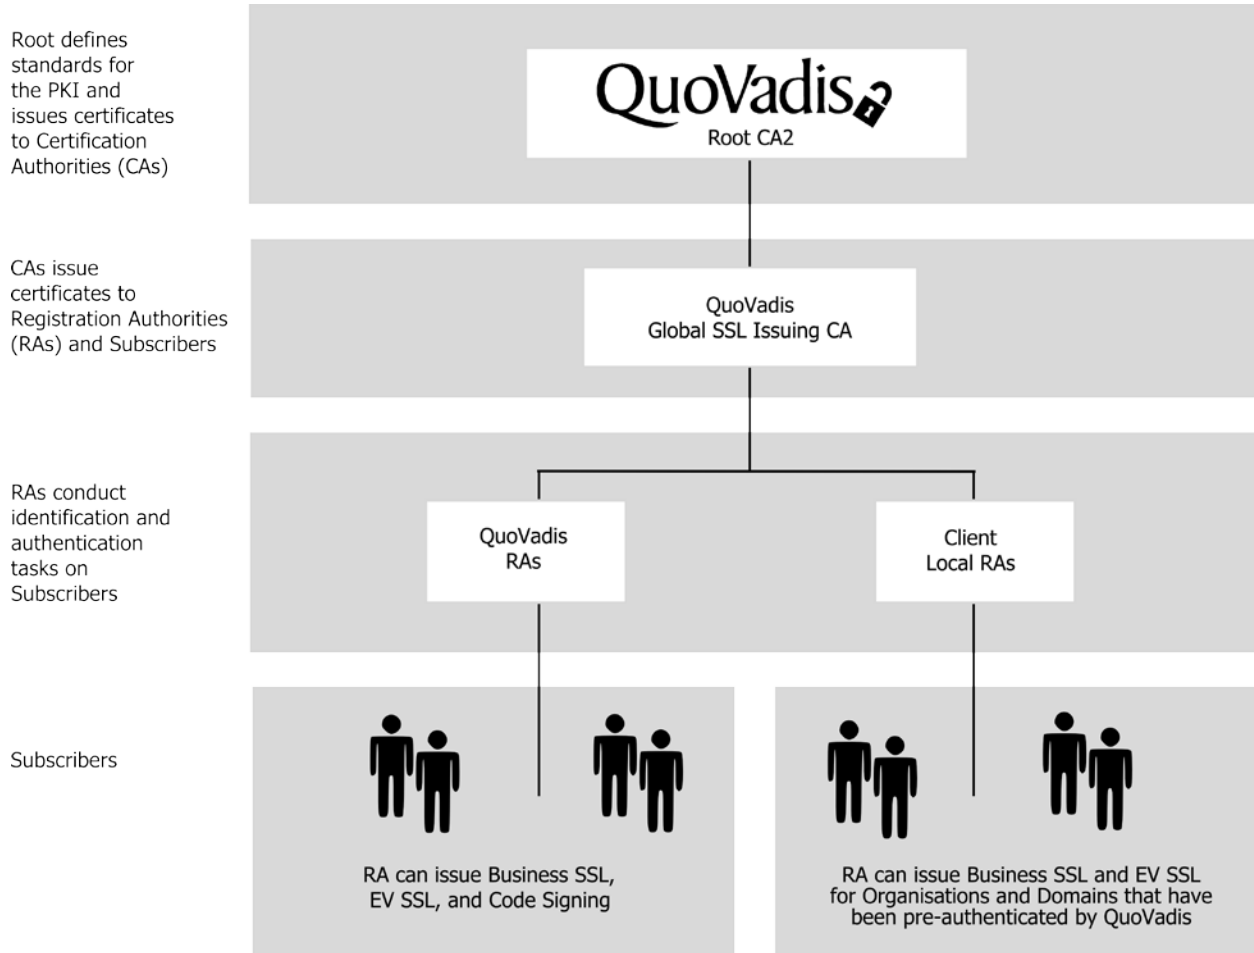 Root defines
standards for
the PKI and
issues certificates
to Certification
Authorities (CAs)
QuoVadis
Root CA2
CAs issue
certificates to
Registration Authorities
(RAs) and Subscribers
QuoVadis
Global SSL Issuing CA
RAs conduct
identification and
authentication
tasks on
Subscribers
QuoVadis
RAs
Client
Local RAs
Subscribers
RA can issue Business SSL,
EV SSL, and Code Signing
RA can issue Business SSL and EV SSL
for Organisations and Domains that have
been pre-authenticated by QuoVadis